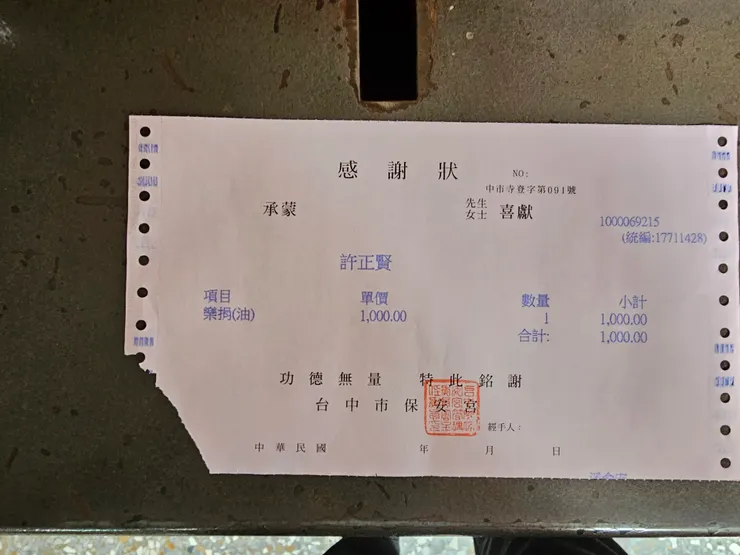 感謝狀 NO:
中市寺登字第091號
承蒙 先生 女士 喜獻
1000069215
(統編:17711428)
許正賢
項目 單價 數量 小計
樂捐(油) 1,000.00 1 1,000.00
合計: 1,000.00
功德無量 特此銘謝
台中市保安宮
經手人:
中華民國 年 月 日